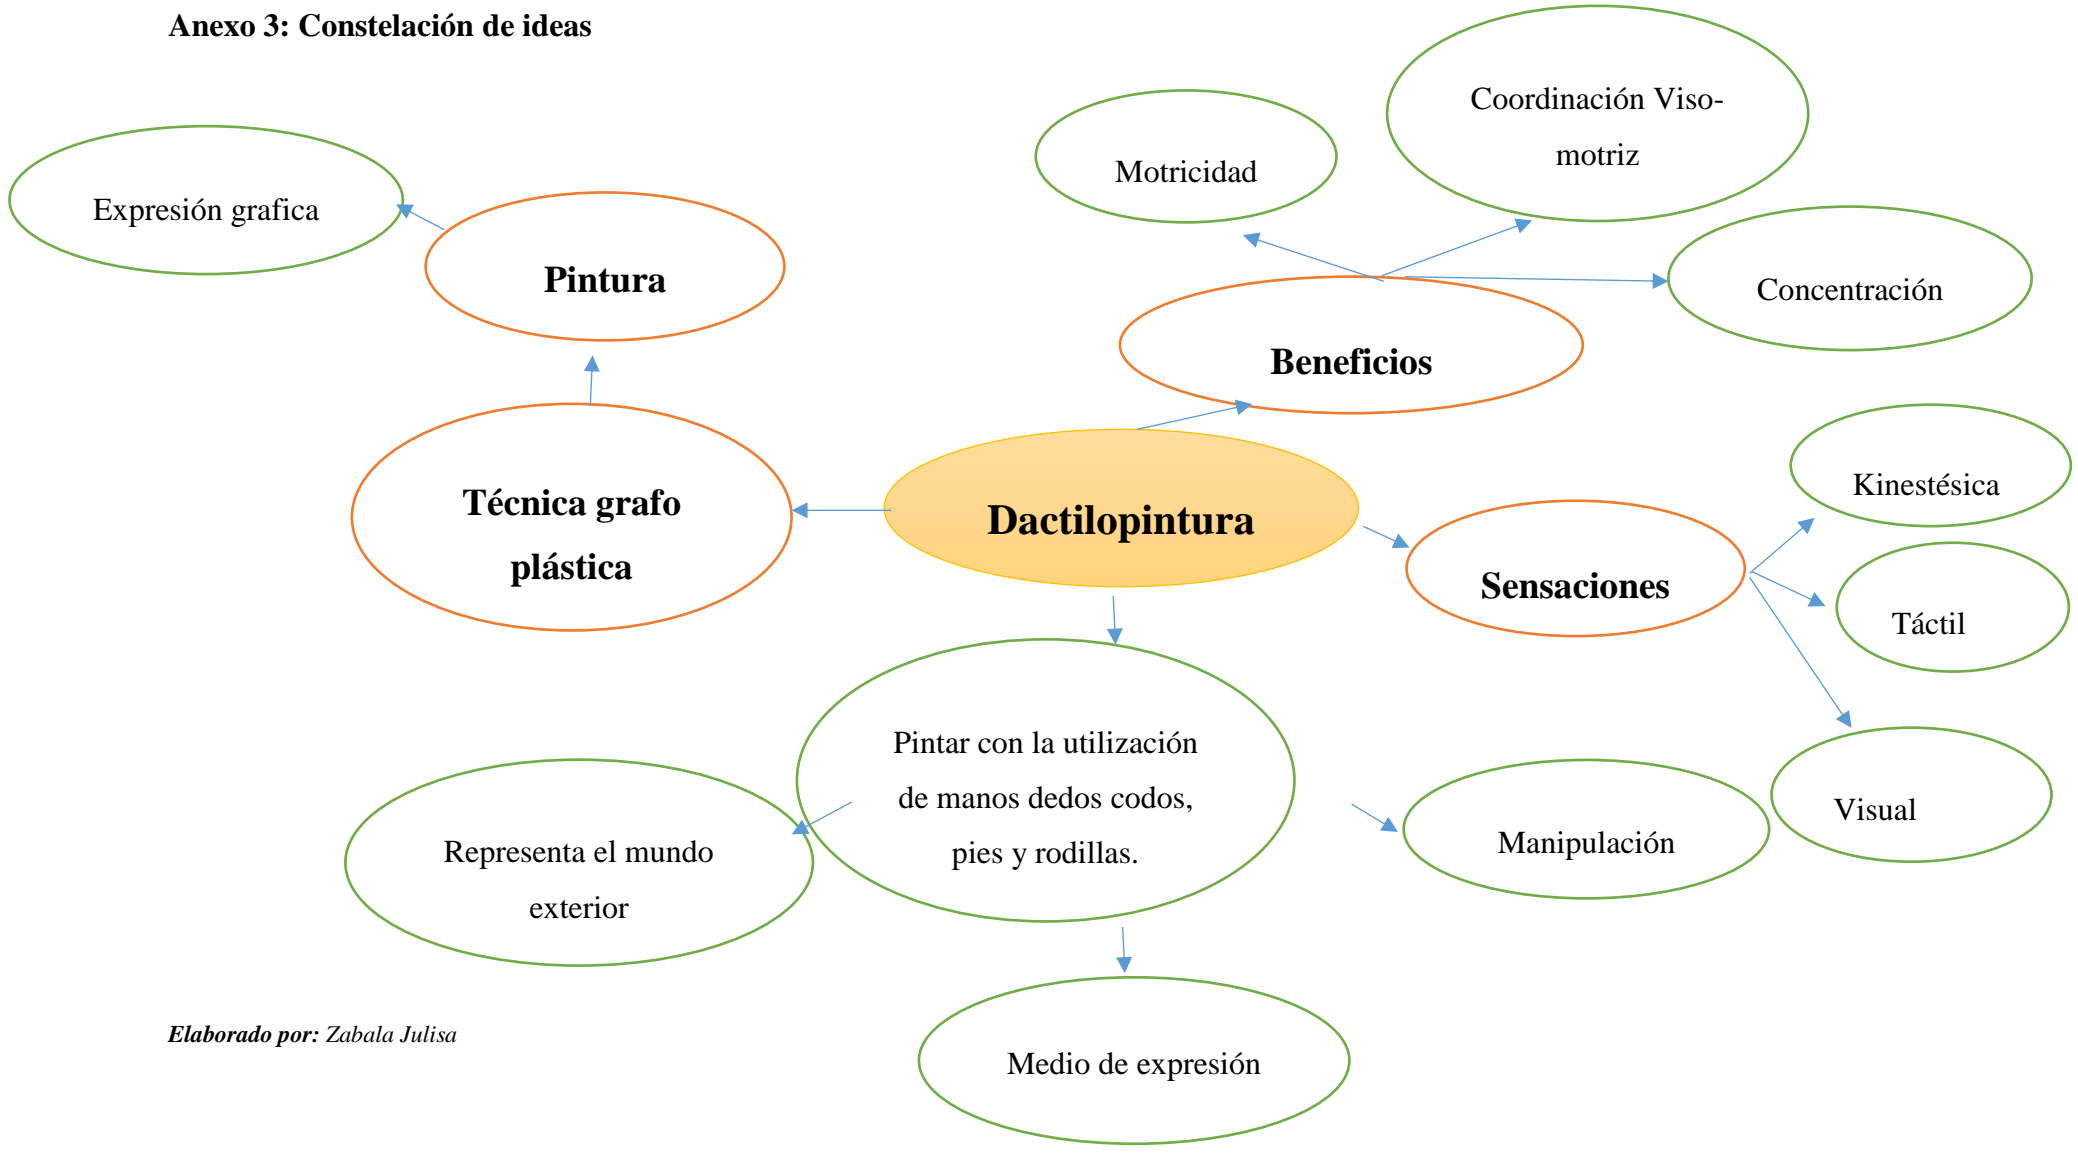 Anexo 3: Constelación de ideas
Coordinación Viso-
motriz
Motricidad
Expresión grafica
Pintura
Concentración
Beneficios
Técnica grafo
plástica
Dactilopintura
Kinestésica
Sensaciones
Táctil
Pintar con la utilización
de manos dedos codos,
pies y rodillas.
Visual
Manipulación
Representa el mundo
exterior
Medio de expresión
Elaborado por: Zabala Julisa